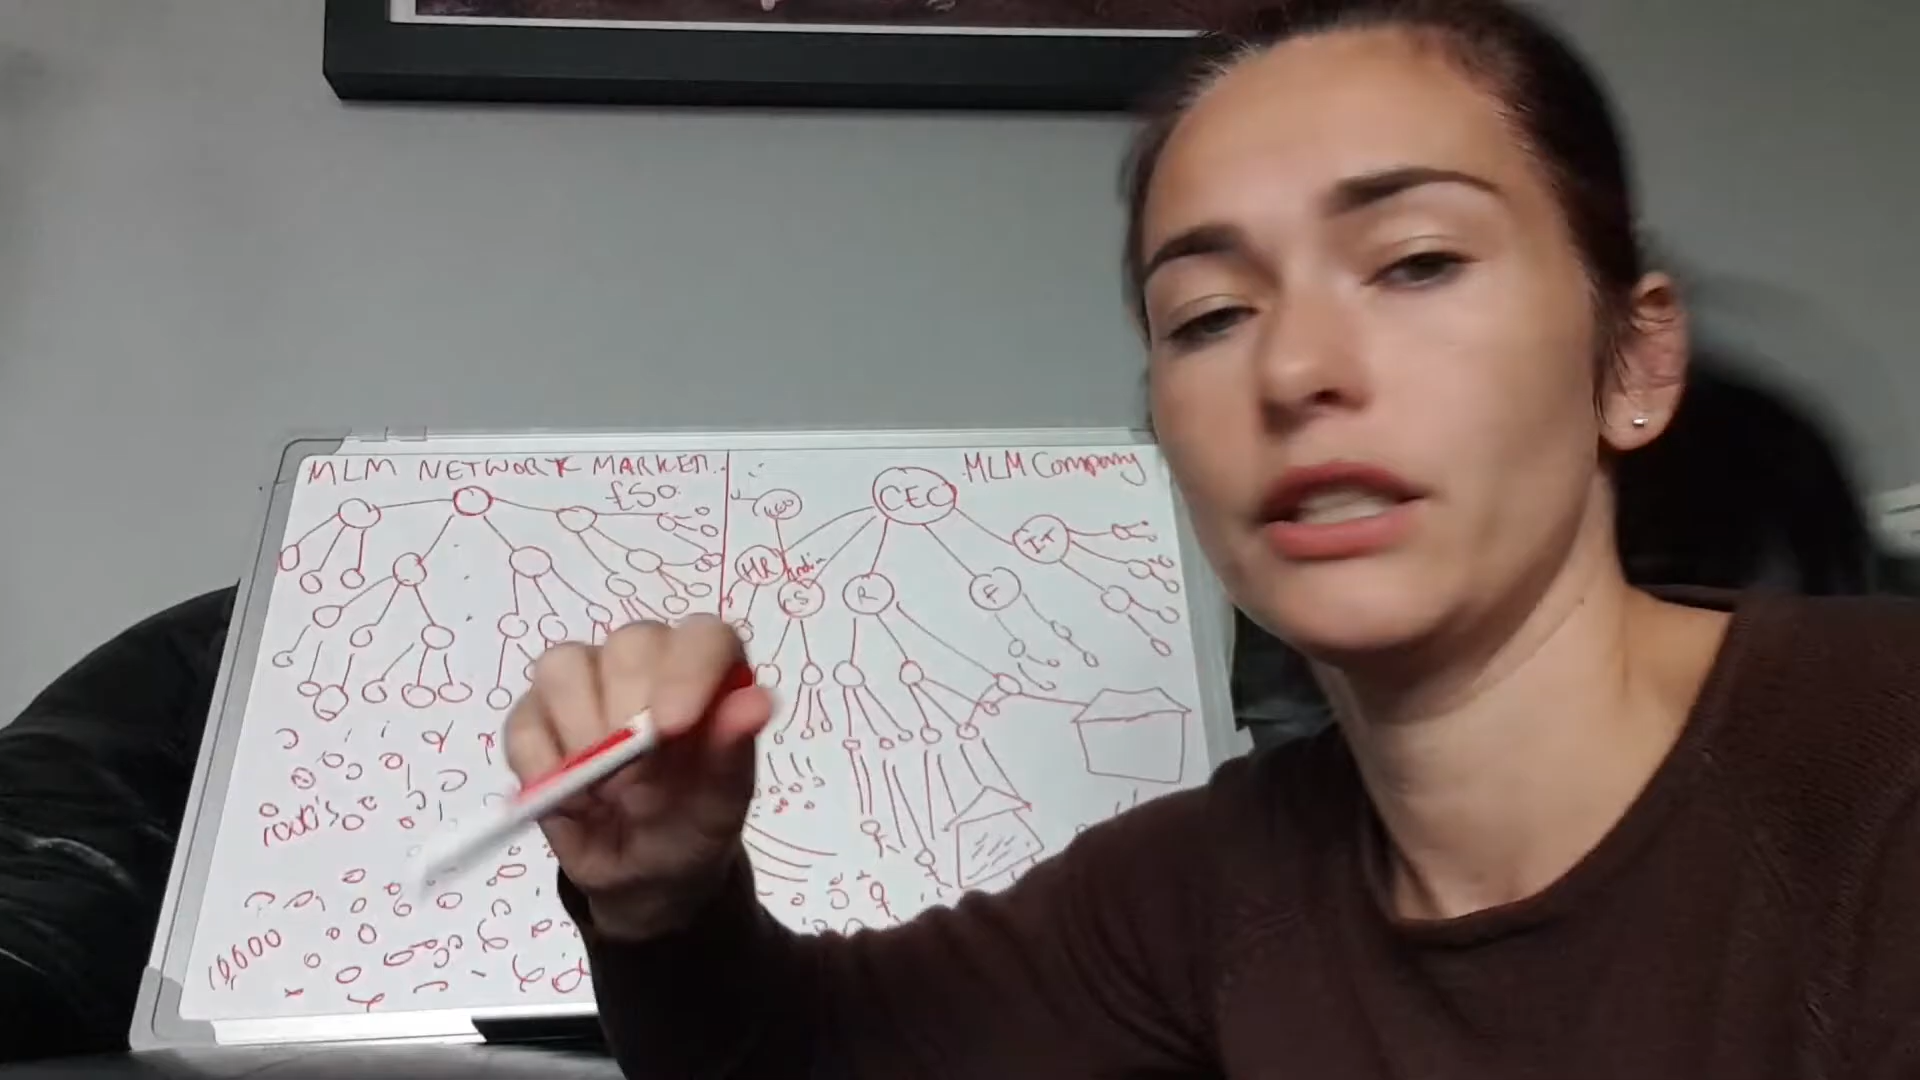 MLM NETWORK MARKET..
£50.
MLM Company
CEO
HR
CS
R
F
IT
1000's
10,000